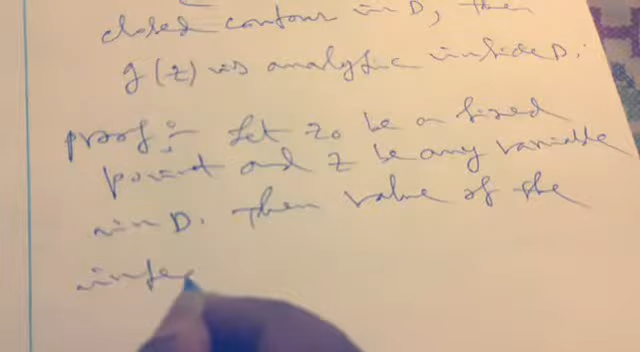 closed contour in D, then
g(z) is analytic inside D.
proof:- Let z₀ be a fixed
point and z be any variable
in D. Then value of the
inte